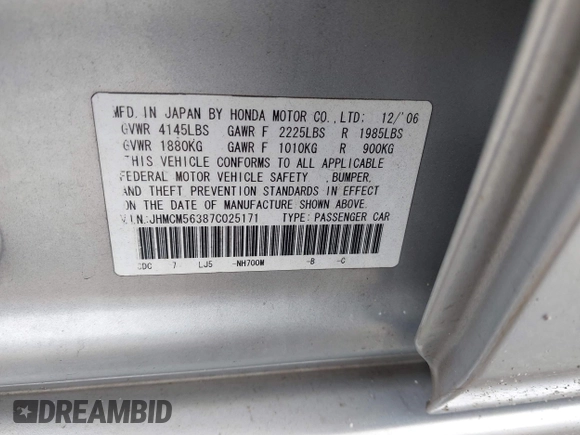 MFD. IN JAPAN BY HONDA MOTOR CO.,LTD: 12/'06
GVWR 4145LBS GAWR F 2225LBS R 1985LBS
GVWR 1880KG GAWR F 1010KG R 900KG
THIS VEHICLE CONFORMS TO ALL APPLICABLE
FEDERAL MOTOR VEHICLE SAFETY ,BUMPER,
AND THEFT PREVENTION STANDARDS IN EFFECT
ON THE DATE OF MANUFACTURE SHOWN ABOVE.
V.I.N.:JHMCM56387C025171 TYPE: PASSENGER CAR
CDC 7 LJ5 -NH700M -B -C
DREAMBID